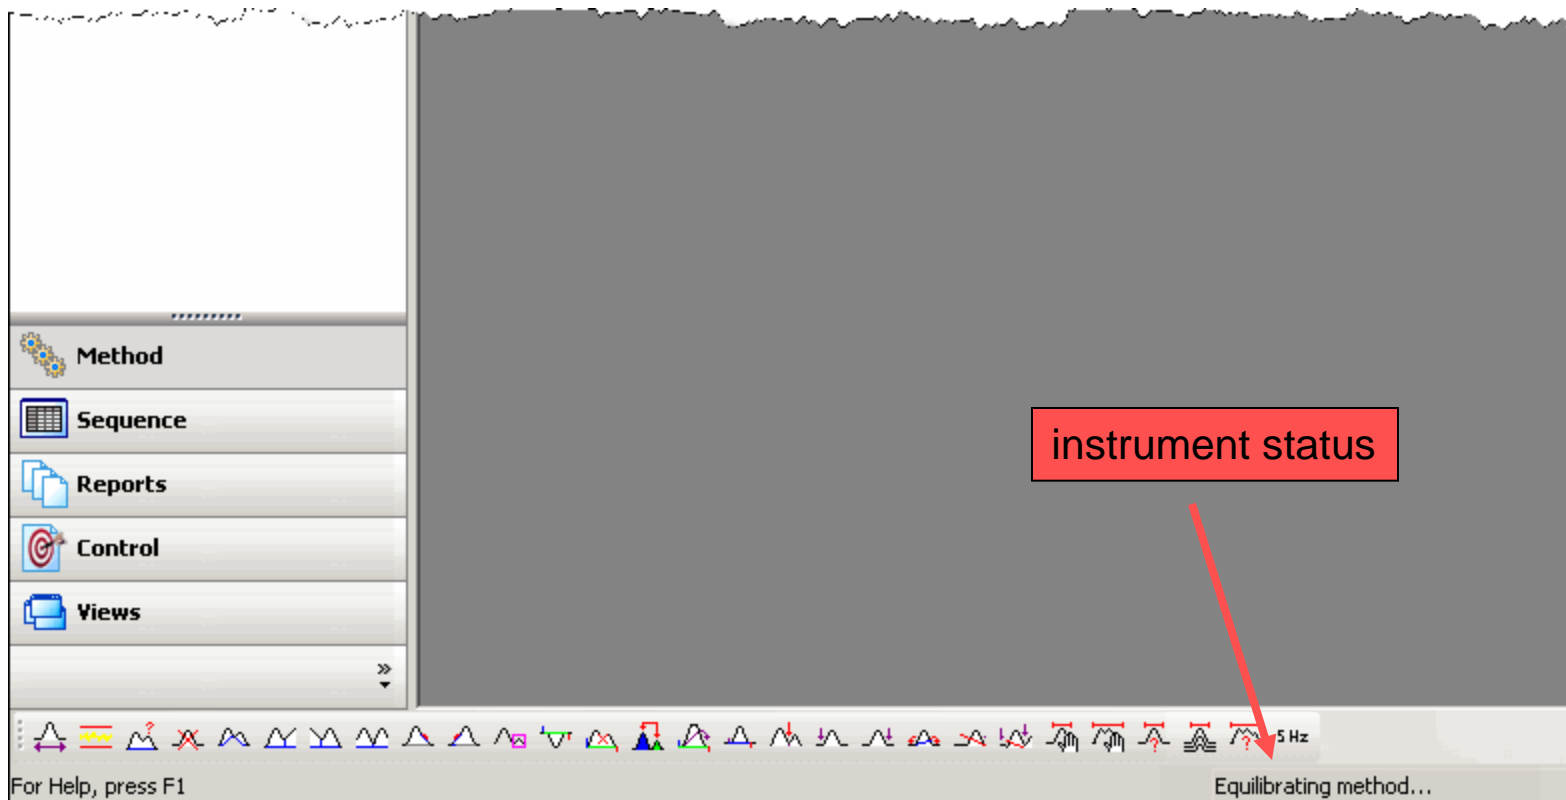 Method
Sequence
instrument status
Reports
Control
Views
5 Hz
For Help, press F1
Equilibrating method...